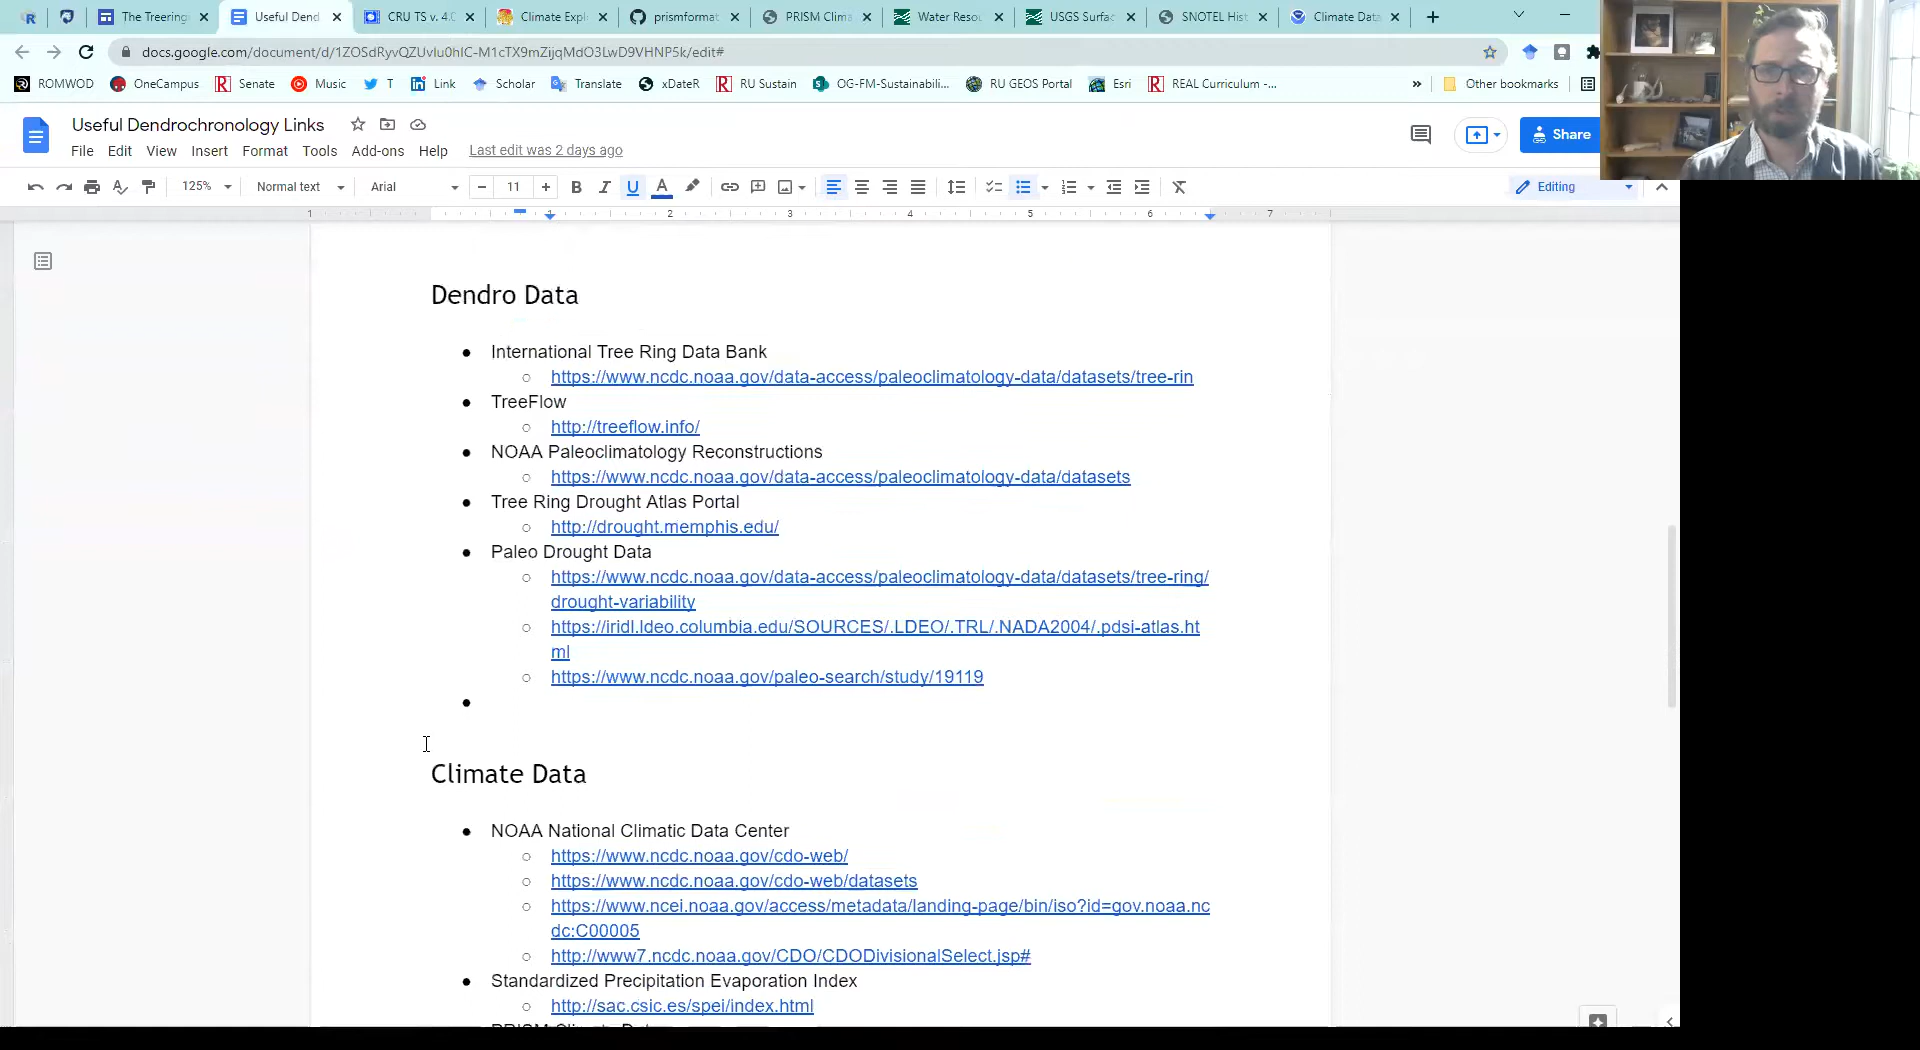 The Treering
Useful Dend
CRU TS v. 4.0
Climate Expl
prismformat
PRISM Clima
Water Resou
USGS Surfac
SNOTEL Hist
Climate Data
docs.google.com/document/d/1ZOSdRyvQZUvIu0hIC-M1cTX9mZijqMdO3LwD9VHNP5k/edit#
ROMWOD
OneCampus
Senate
Music
T
Link
Scholar
Translate
xDateR
RU Sustain
OG-FM-Sustainabili...
RU GEOS Portal
Esri
REAL Curriculum -...
»
Other bookmarks
Useful Dendrochronology Links
Share
File Edit View Insert Format Tools Add-ons Help Last edit was 2 days ago
125% Normal text Arial 11 B I U A Editing
1 1 2 3 4 5 6 7
Dendro Data
International Tree Ring Data Bank
https://www.ncdc.noaa.gov/data-access/paleoclimatology-data/datasets/tree-rin
TreeFlow
http://treeflow.info/
NOAA Paleoclimatology Reconstructions
https://www.ncdc.noaa.gov/data-access/paleoclimatology-data/datasets
Tree Ring Drought Atlas Portal
http://drought.memphis.edu/
Paleo Drought Data
https://www.ncdc.noaa.gov/data-access/paleoclimatology-data/datasets/tree-ring/
drought-variability
https://iridl.ldeo.columbia.edu/SOURCES/.LDEO/.TRL/.NADA2004/.pdsi-atlas.ht
ml
https://www.ncdc.noaa.gov/paleo-search/study/19119
Climate Data
NOAA National Climatic Data Center
https://www.ncdc.noaa.gov/cdo-web/
https://www.ncdc.noaa.gov/cdo-web/datasets
https://www.ncei.noaa.gov/access/metadata/landing-page/bin/iso?id=gov.noaa.nc
dc:C00005
http://www7.ncdc.noaa.gov/CDO/CDODivisionalSelect.jsp#
Standardized Precipitation Evaporation Index
http://sac.csic.es/spei/index.html